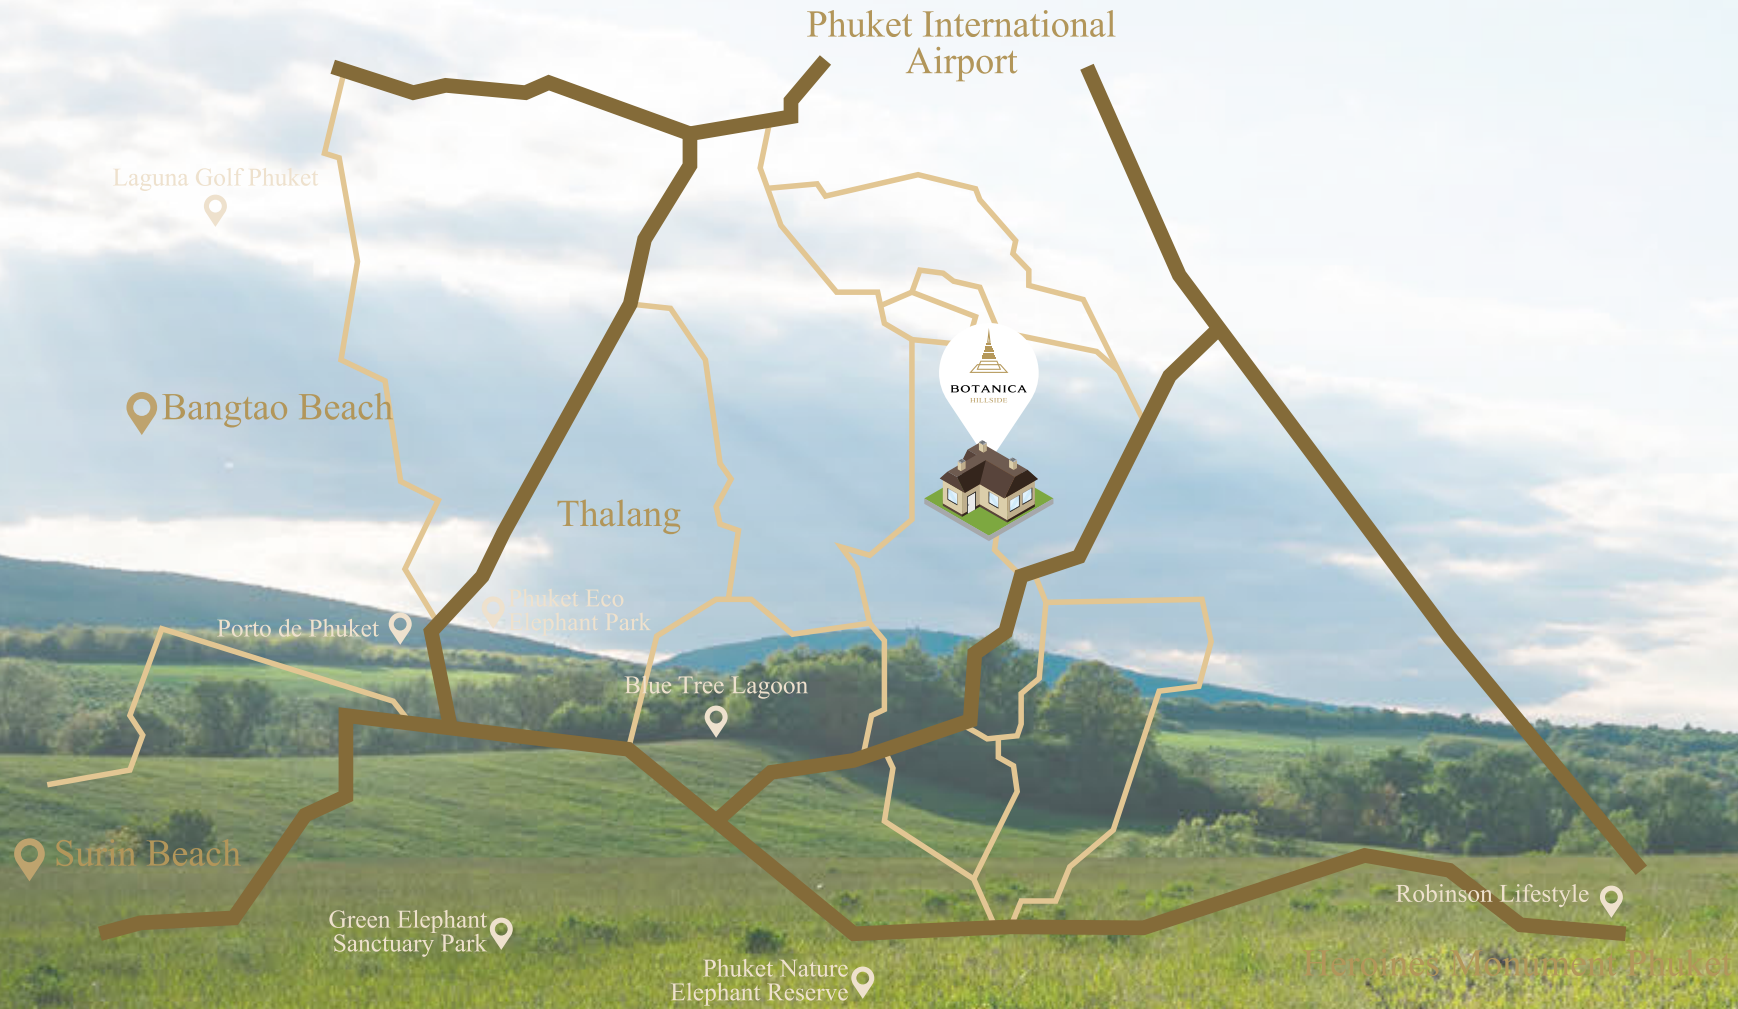 Phuket International
Airport
Laguna Golf Phuket
BOTANICA
HILLSIDE
Bangtao Beach
Thalang
Phuket Eco
Elephant Park
Porto de Phuket
Blue Tree Lagoon
Surin Beach
Robinson Lifestyle
Green Elephant
Sanctuary Park
Heroines Monument Phuket
Phuket Nature
Elephant Reserve